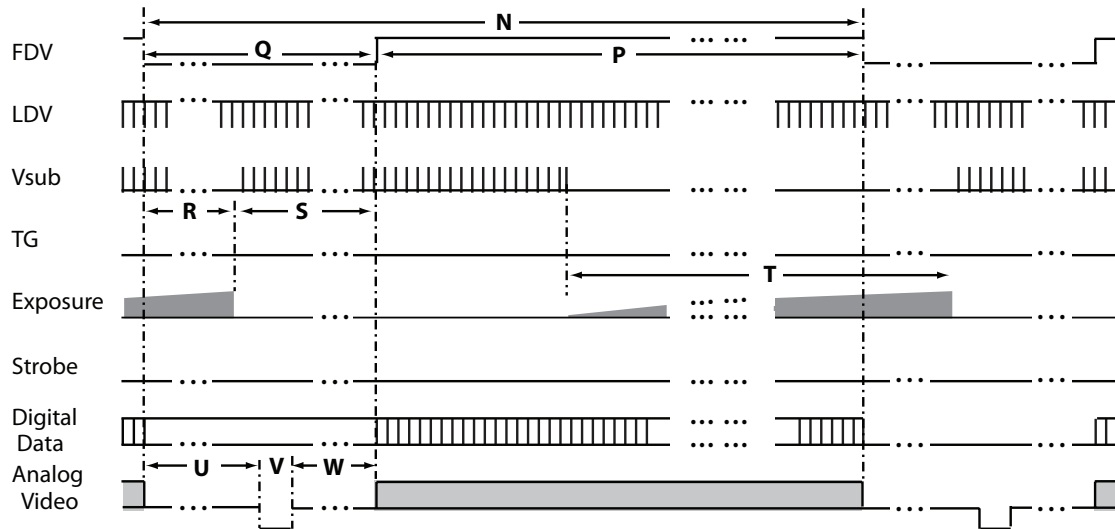 N
FDV
Q
P
LDV
Vsub
R
S
TG
T
Exposure
Strobe
Digital
Data
U
V
W
Analog
Video